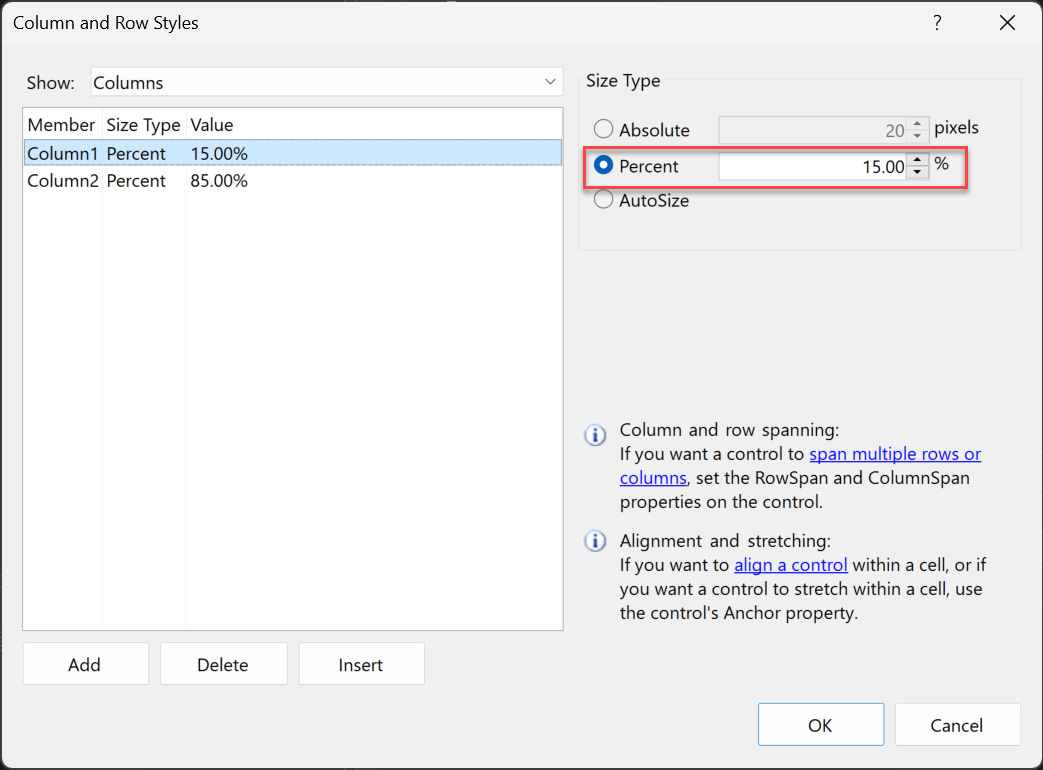 Column and Row Styles ?
Show: Columns
Member Size Type Value
Column1 Percent 15.00%
Column2 Percent 85.00%
Add Delete Insert
Size Type
Absolute 20 pixels
Percent 15.00 %
AutoSize
Column and row spanning:
If you want a control to span multiple rows or
columns, set the RowSpan and ColumnSpan
properties on the control.
Alignment and stretching:
If you want to align a control within a cell, or if
you want a control to stretch within a cell, use
the control's Anchor property.
OK Cancel